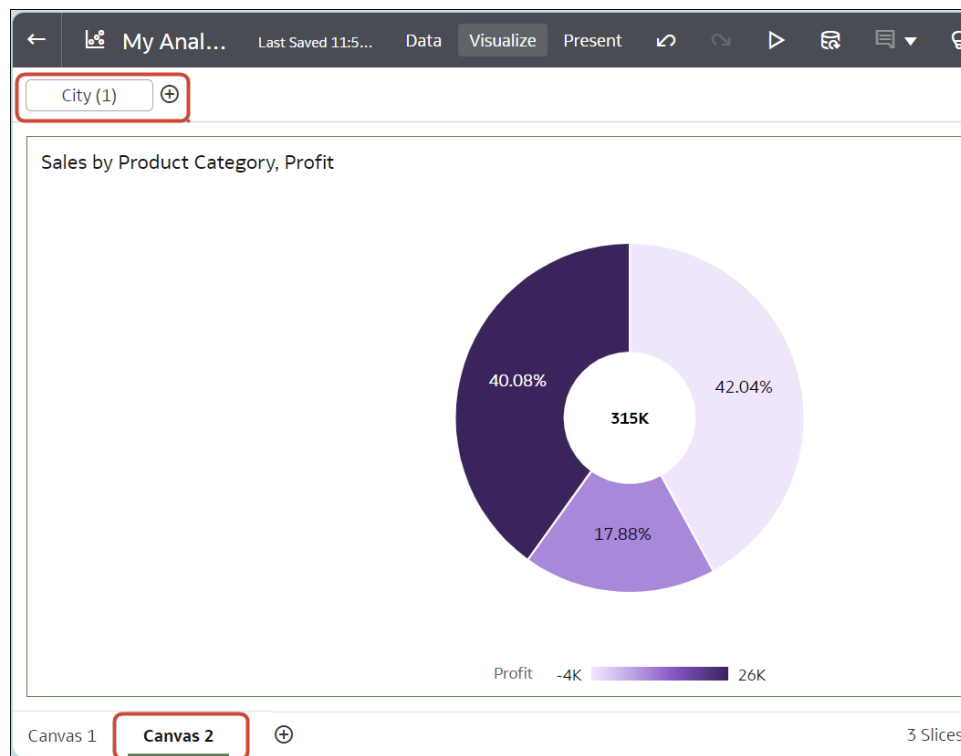 My Anal... Last Saved 11:5... Data Visualize Present
City (1)
Sales by Product Category, Profit
40.08%
42.04%
315K
17.88%
Profit -4K 26K
Canvas 1 Canvas 2 3 Slices